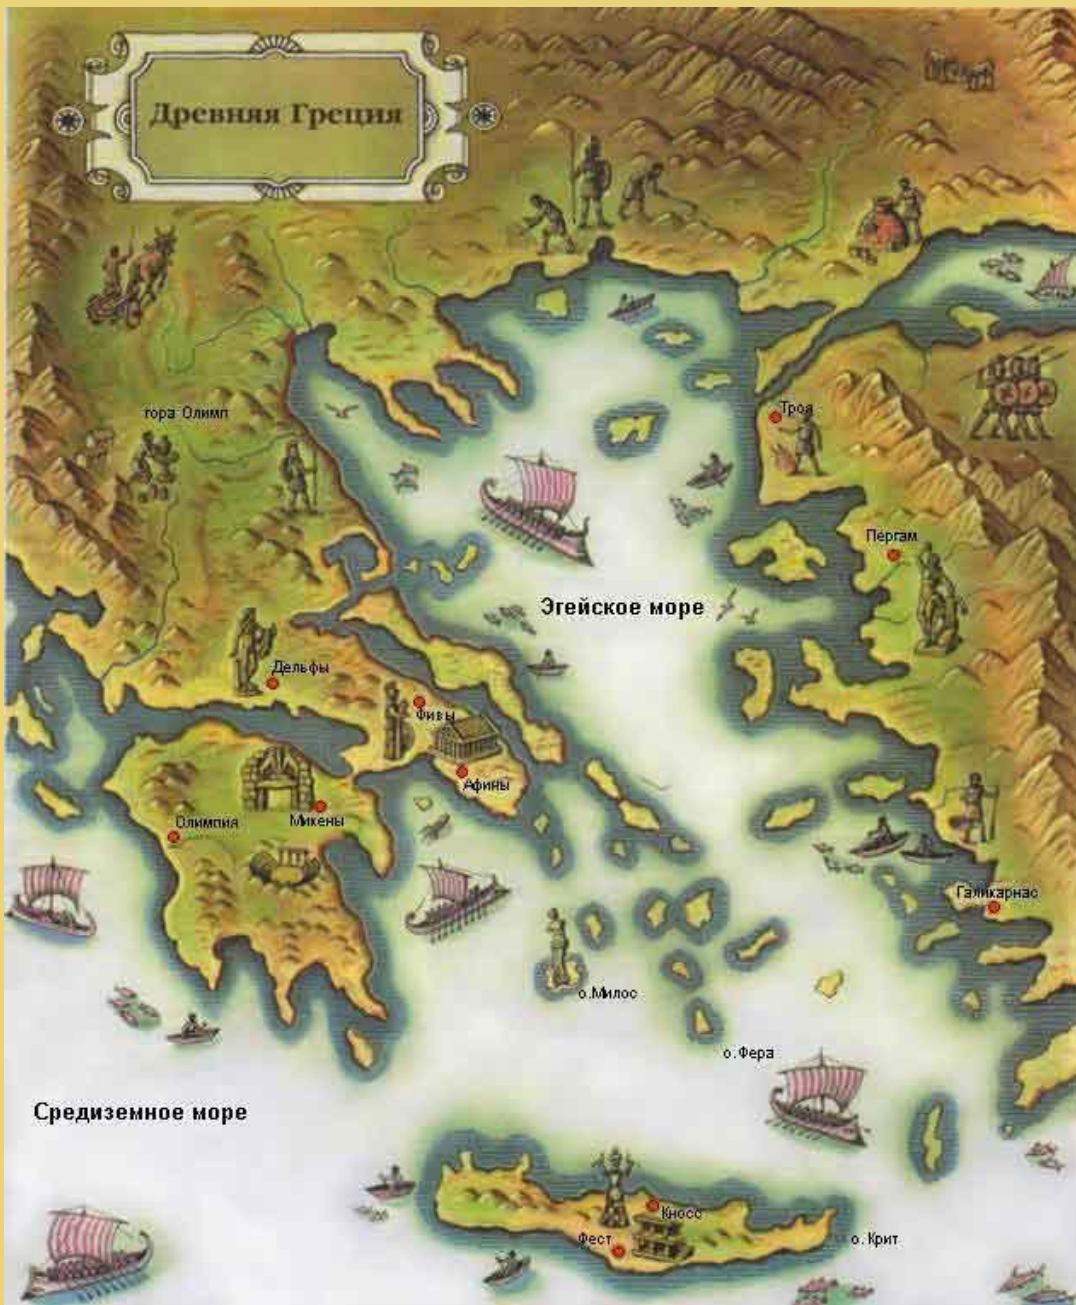 Древняя Греция
гора Олимп
Троя
Пергам
Эгейское море
Дельфы
Фивы
Афины
Олимпия
Микены
Галикарнас
о.Милос
о.Фера
Средиземное море
Кносс
Фест
о.Крит